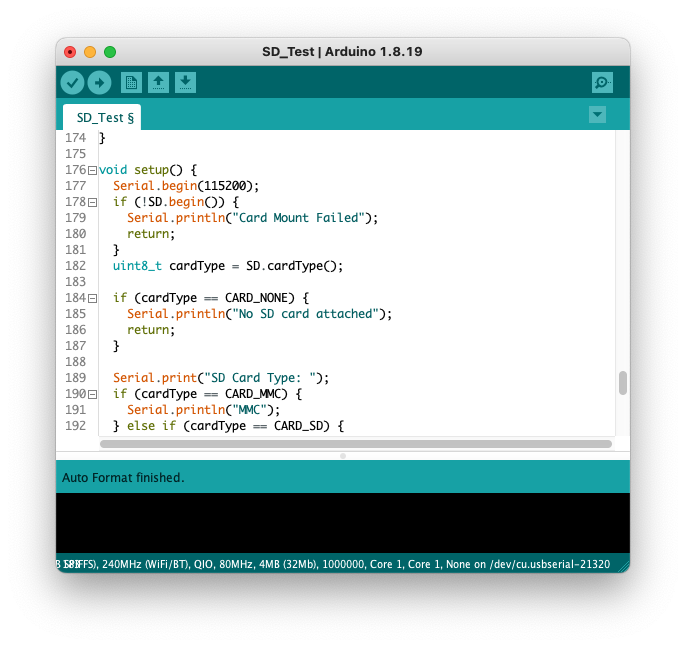 SD_Test | Arduino 1.8.19
SD_Test §
174 }
175
176 void setup() {
177   Serial.begin(115200);
178   if (!SD.begin()) {
179     Serial.println("Card Mount Failed");
180     return;
181   }
182   uint8_t cardType = SD.cardType();
183
184   if (cardType == CARD_NONE) {
185     Serial.println("No SD card attached");
186     return;
187   }
188
189   Serial.print("SD Card Type: ");
190   if (cardType == CARD_MMC) {
191     Serial.println("MMC");
192   } else if (cardType == CARD_SD) {
Auto Format finished.
SPIFFS), 240MHz (WiFi/BT), QIO, 80MHz, 4MB (32Mb), 1000000, Core 1, Core 1, None on /dev/cu.usbserial-21320